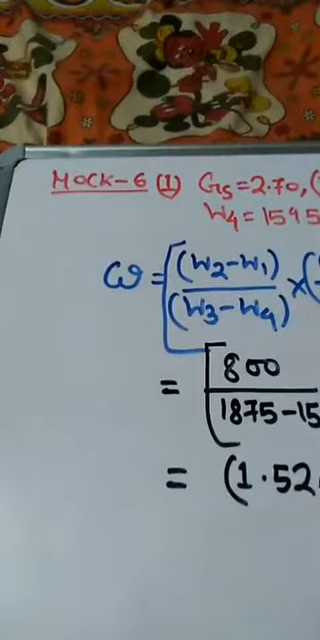 MOCK-6 (1) Gs = 2.70, (
W4 = 1595
ω = [(W2-W1)/(W3-W4) × (
= [800/1875-15
= (1.52